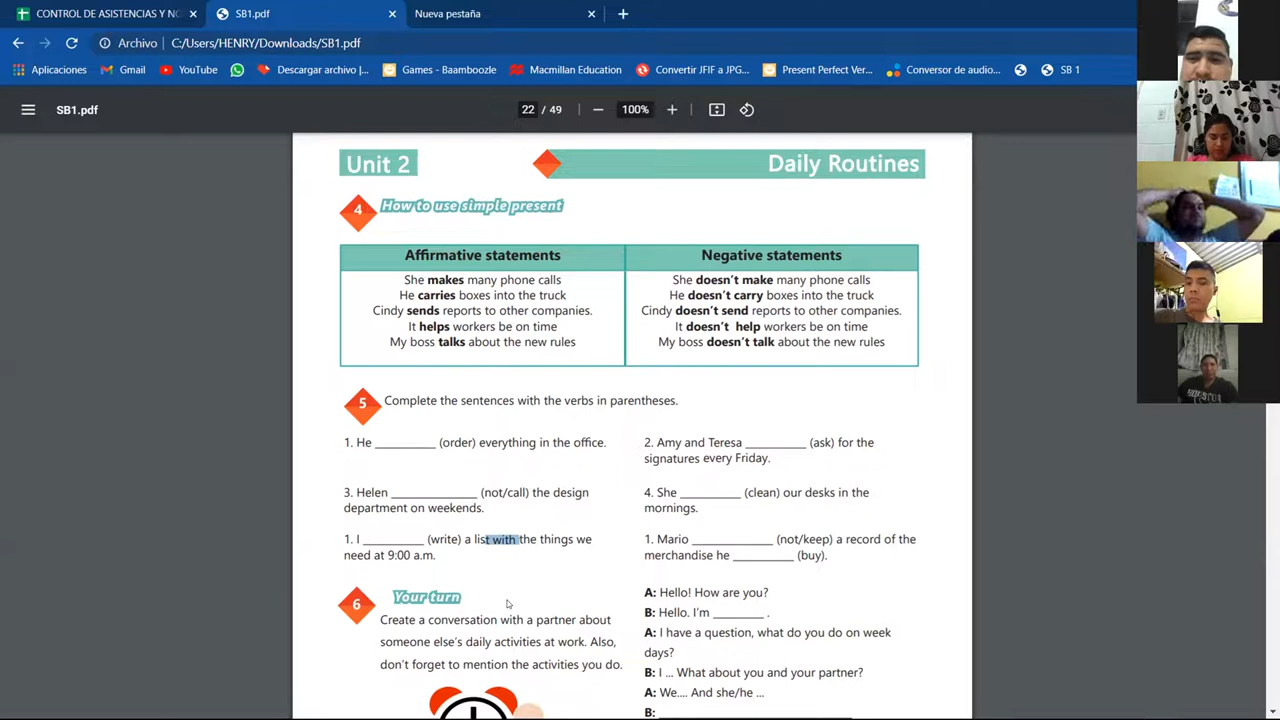 CONTROL DE ASISTENCIAS Y NO
SB1.pdf
Nueva pestaña
Archivo C:/Users/HENRY/Downloads/SB1.pdf
Aplicaciones Gmail YouTube Descargar archivo |... Games - Baamboozle Macmillan Education Convertir JFIF a JPG... Present Perfect Ver... Conversor de audio... SB 1
SB1.pdf 22 / 49 100%
Unit 2
Daily Routines
4 How to use simple present
Affirmative statements
She makes many phone calls
He carries boxes into the truck
Cindy sends reports to other companies.
It helps workers be on time
My boss talks about the new rules
Negative statements
She doesn't make many phone calls
He doesn't carry boxes into the truck
Cindy doesn't send reports to other companies.
It doesn't help workers be on time
My boss doesn't talk about the new rules
5 Complete the sentences with the verbs in parentheses.
1. He __________ (order) everything in the office.
2. Amy and Teresa __________ (ask) for the
signatures every Friday.
3. Helen ______________ (not/call) the design
department on weekends.
4. She __________ (clean) our desks in the
mornings.
1. I __________ (write) a list with the things we
need at 9:00 a.m.
1. Mario _____________ (not/keep) a record of the
merchandise he __________ (buy).
6 Your turn
Create a conversation with a partner about
someone else's daily activities at work. Also,
don't forget to mention the activities you do.
A: Hello! How are you?
B: Hello. I'm ________ .
A: I have a question, what do you do on week
days?
B: I ... What about you and your partner?
A: We.... And she/he ...
B: ______________________________
HOUSTON